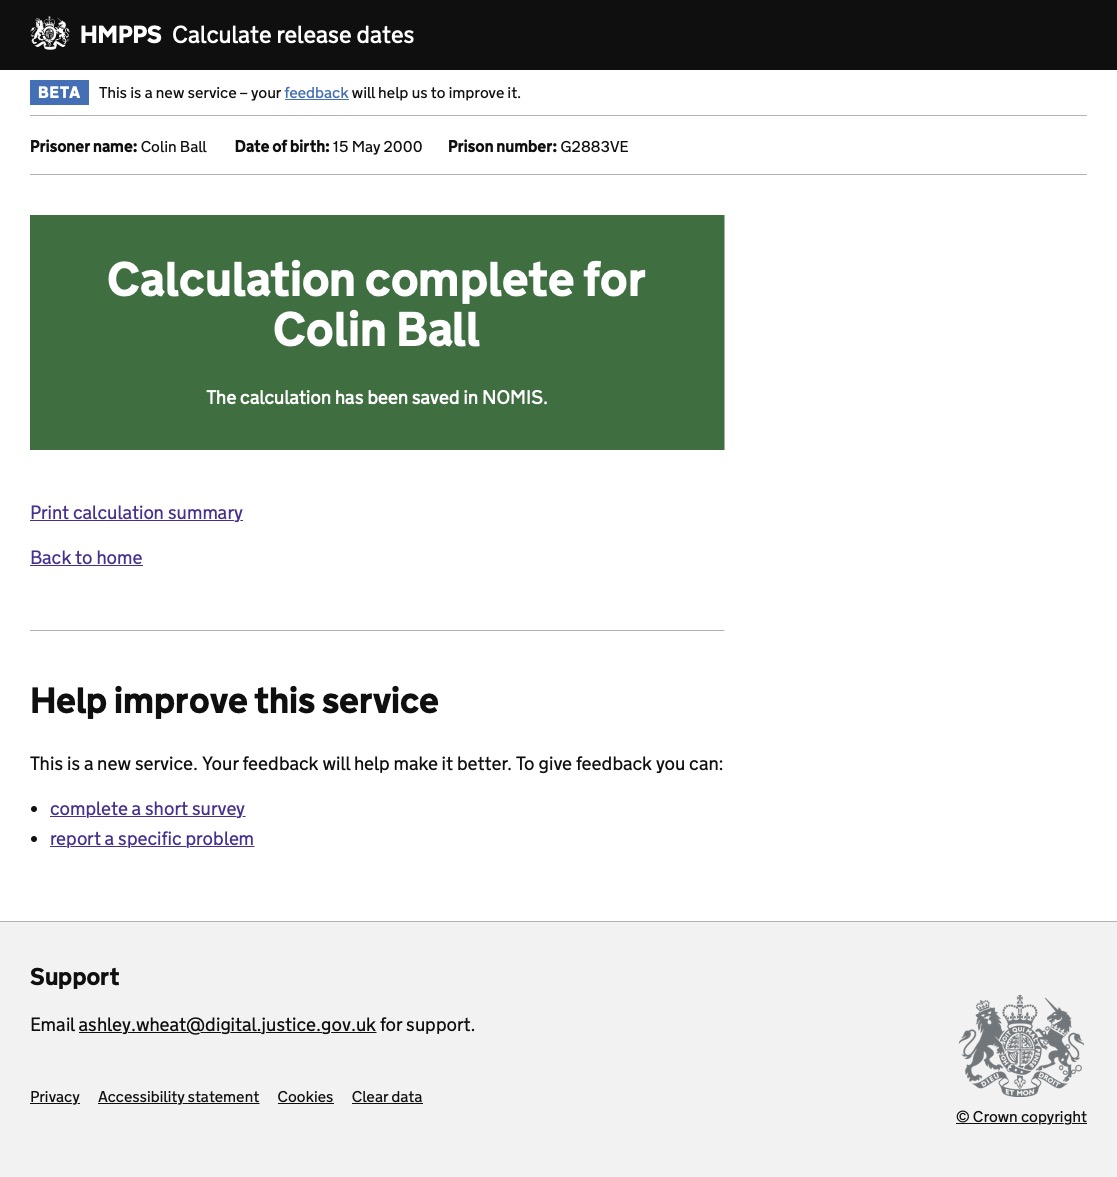 HMPPS Calculate release dates
BETA This is a new service – your feedback will help us to improve it.
Prisoner name: Colin Ball Date of birth: 15 May 2000 Prison number: G2883VE
Calculation complete for
Colin Ball
The calculation has been saved in NOMIS.
Print calculation summary
Back to home
Help improve this service
This is a new service. Your feedback will help make it better. To give feedback you can:
• complete a short survey
• report a specific problem
Support
Email ashley.wheat@digital.justice.gov.uk for support.
DIEU ET MON DROIT
Privacy Accessibility statement Cookies Clear data
© Crown copyright